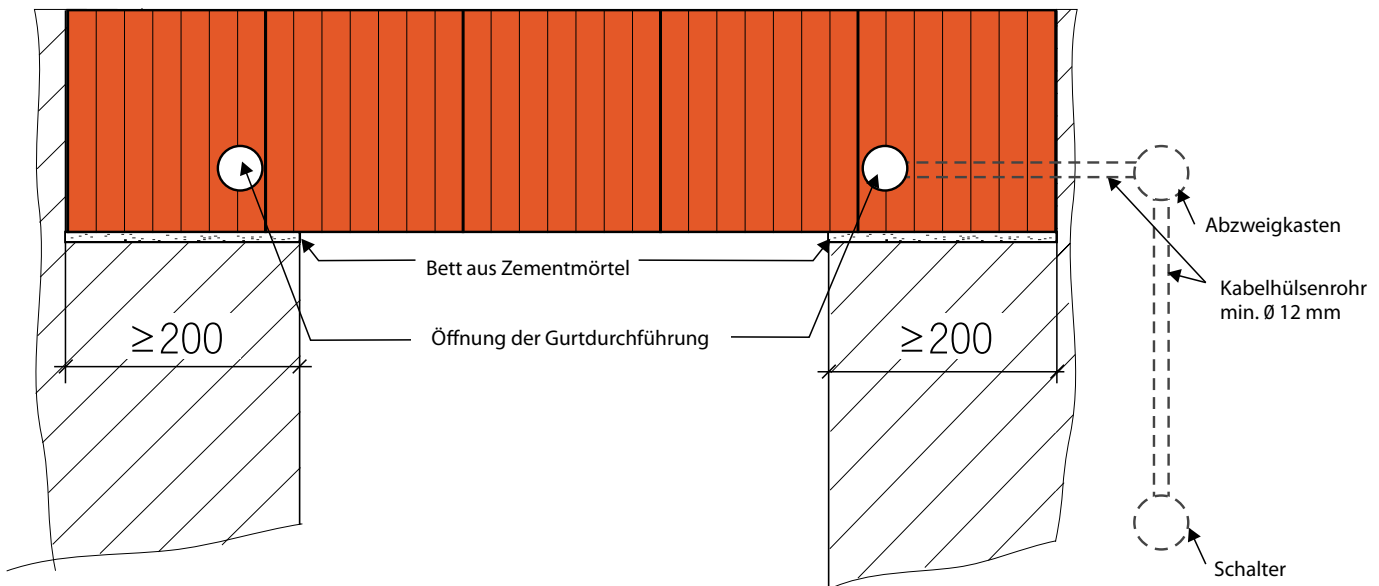 Abzweigkasten
Bett aus Zementmörtel
Kabelhülsenrohr
min. Ø 12 mm
≥200
Öffnung der Gurtdurchführung
≥200
Schalter